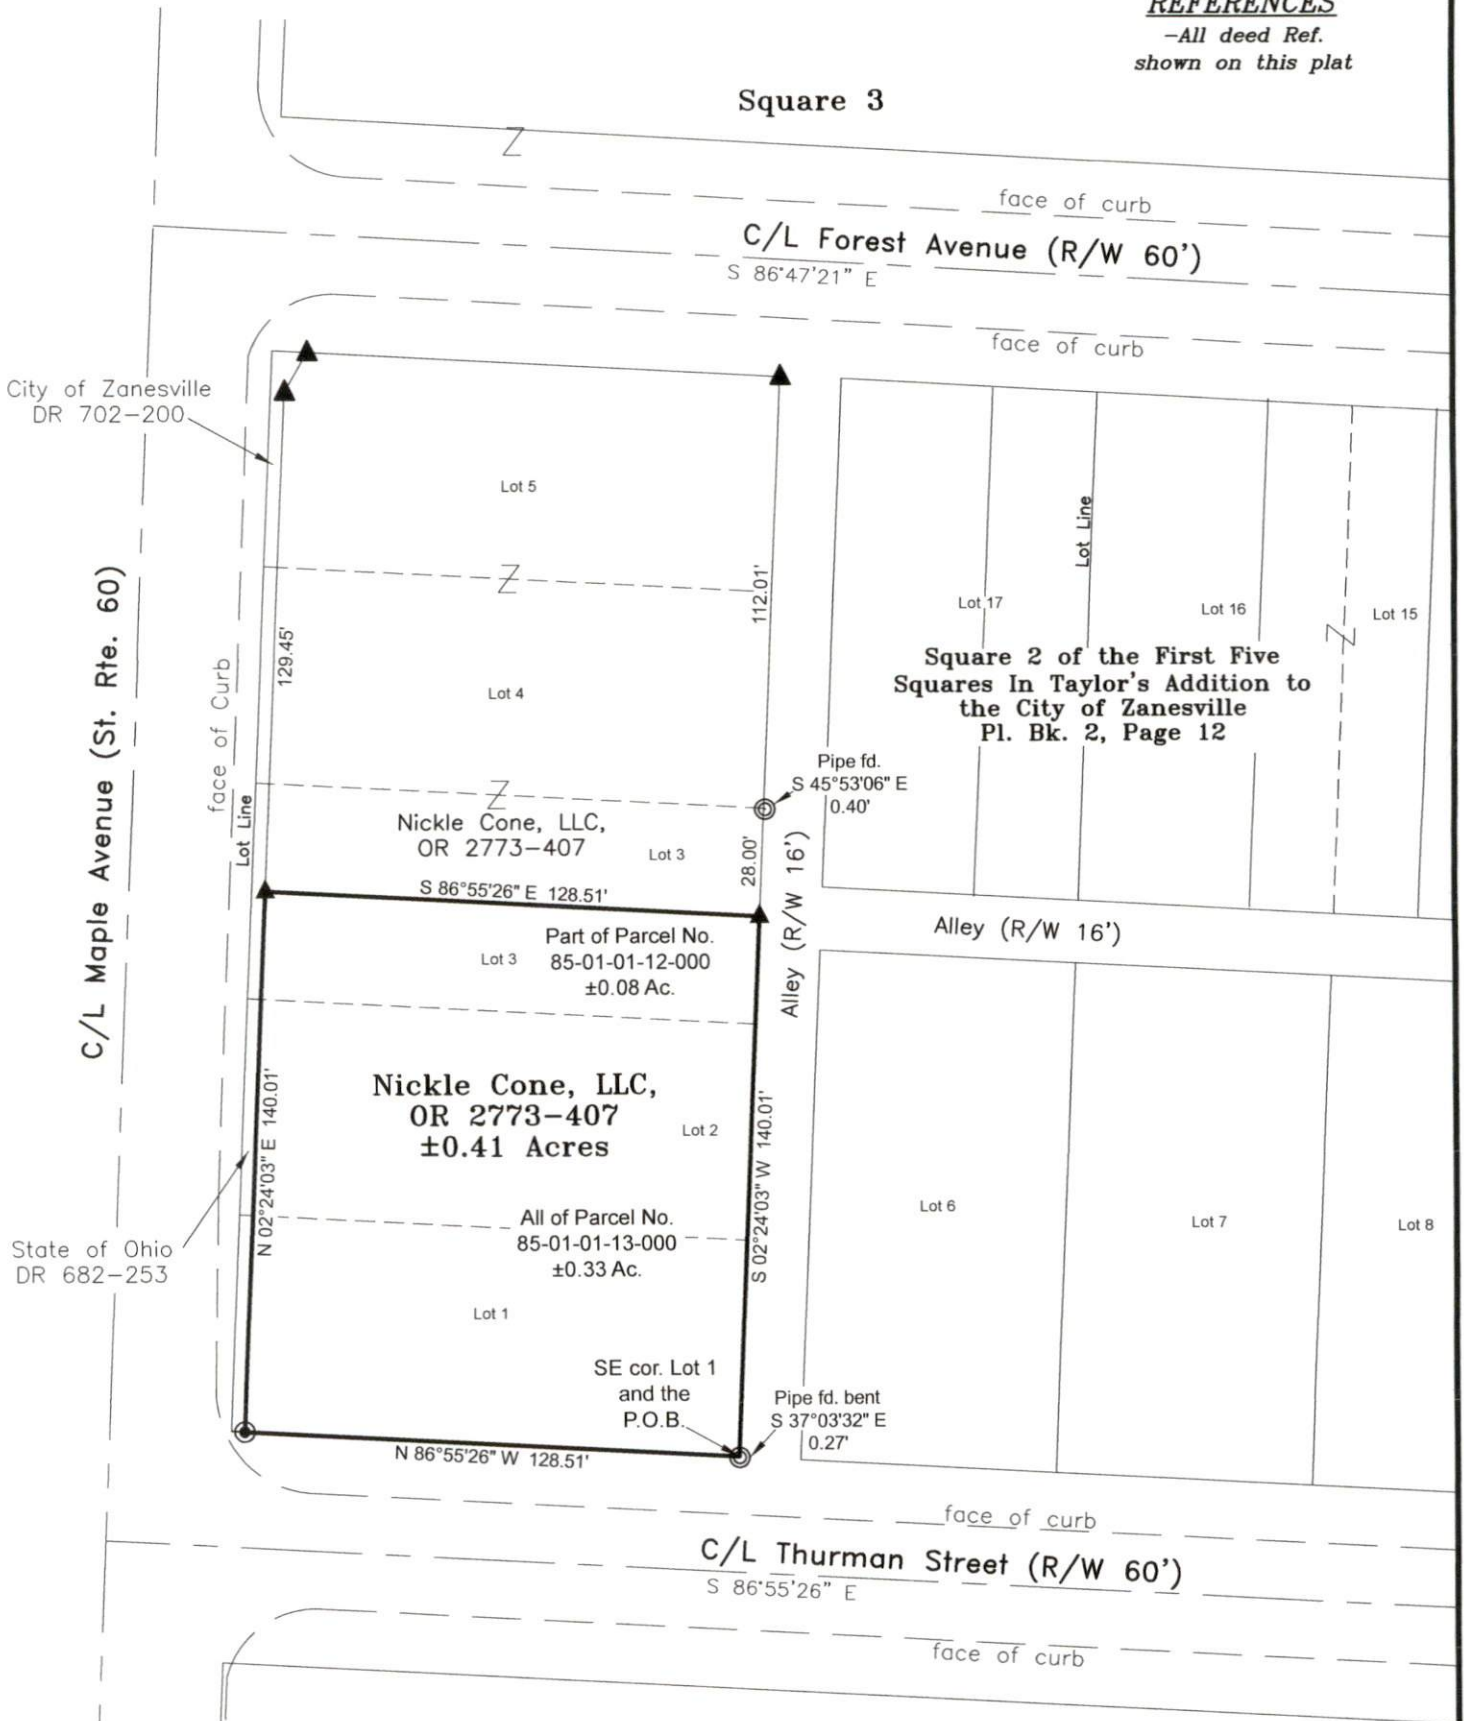 REFERENCES
-All deed Ref.
shown on this plat
Square 3
face of curb
C/L Forest Avenue (R/W 60')
S 86°47'21" E
face of curb
City of Zanesville
DR 702-200
Lot 5
Lot Line
112.01'
Lot 17
Lot 16
Lot 15
C/L Maple Avenue (St. Rte. 60)
face of Curb
129.45'
Lot 4
Square 2 of the First Five
Squares In Taylor's Addition to
the City of Zanesville
Pl. Bk. 2, Page 12
Pipe fd.
S 45°53'06" E
0.40'
Lot Line
Nickle Cone, LLC,
OR 2773-407
Lot 3
28.00'
S 86°55'26" E 128.51'
Alley (R/W 16')
Alley (R/W 16')
Part of Parcel No.
Lot 3
85-01-01-12-000
±0.08 Ac.
Nickle Cone, LLC,
OR 2773-407
±0.41 Acres
Lot 2
N 02°24'03" E 140.01'
S 02°24'03" W 140.01'
Lot 6
Lot 7
Lot 8
All of Parcel No.
85-01-01-13-000
±0.33 Ac.
State of Ohio
DR 682-253
Lot 1
SE cor. Lot 1
and the
P.O.B.
Pipe fd. bent
S 37°03'32" E
0.27'
N 86°55'26" W 128.51'
face of curb
C/L Thurman Street (R/W 60')
S 86°55'26" E
face of curb